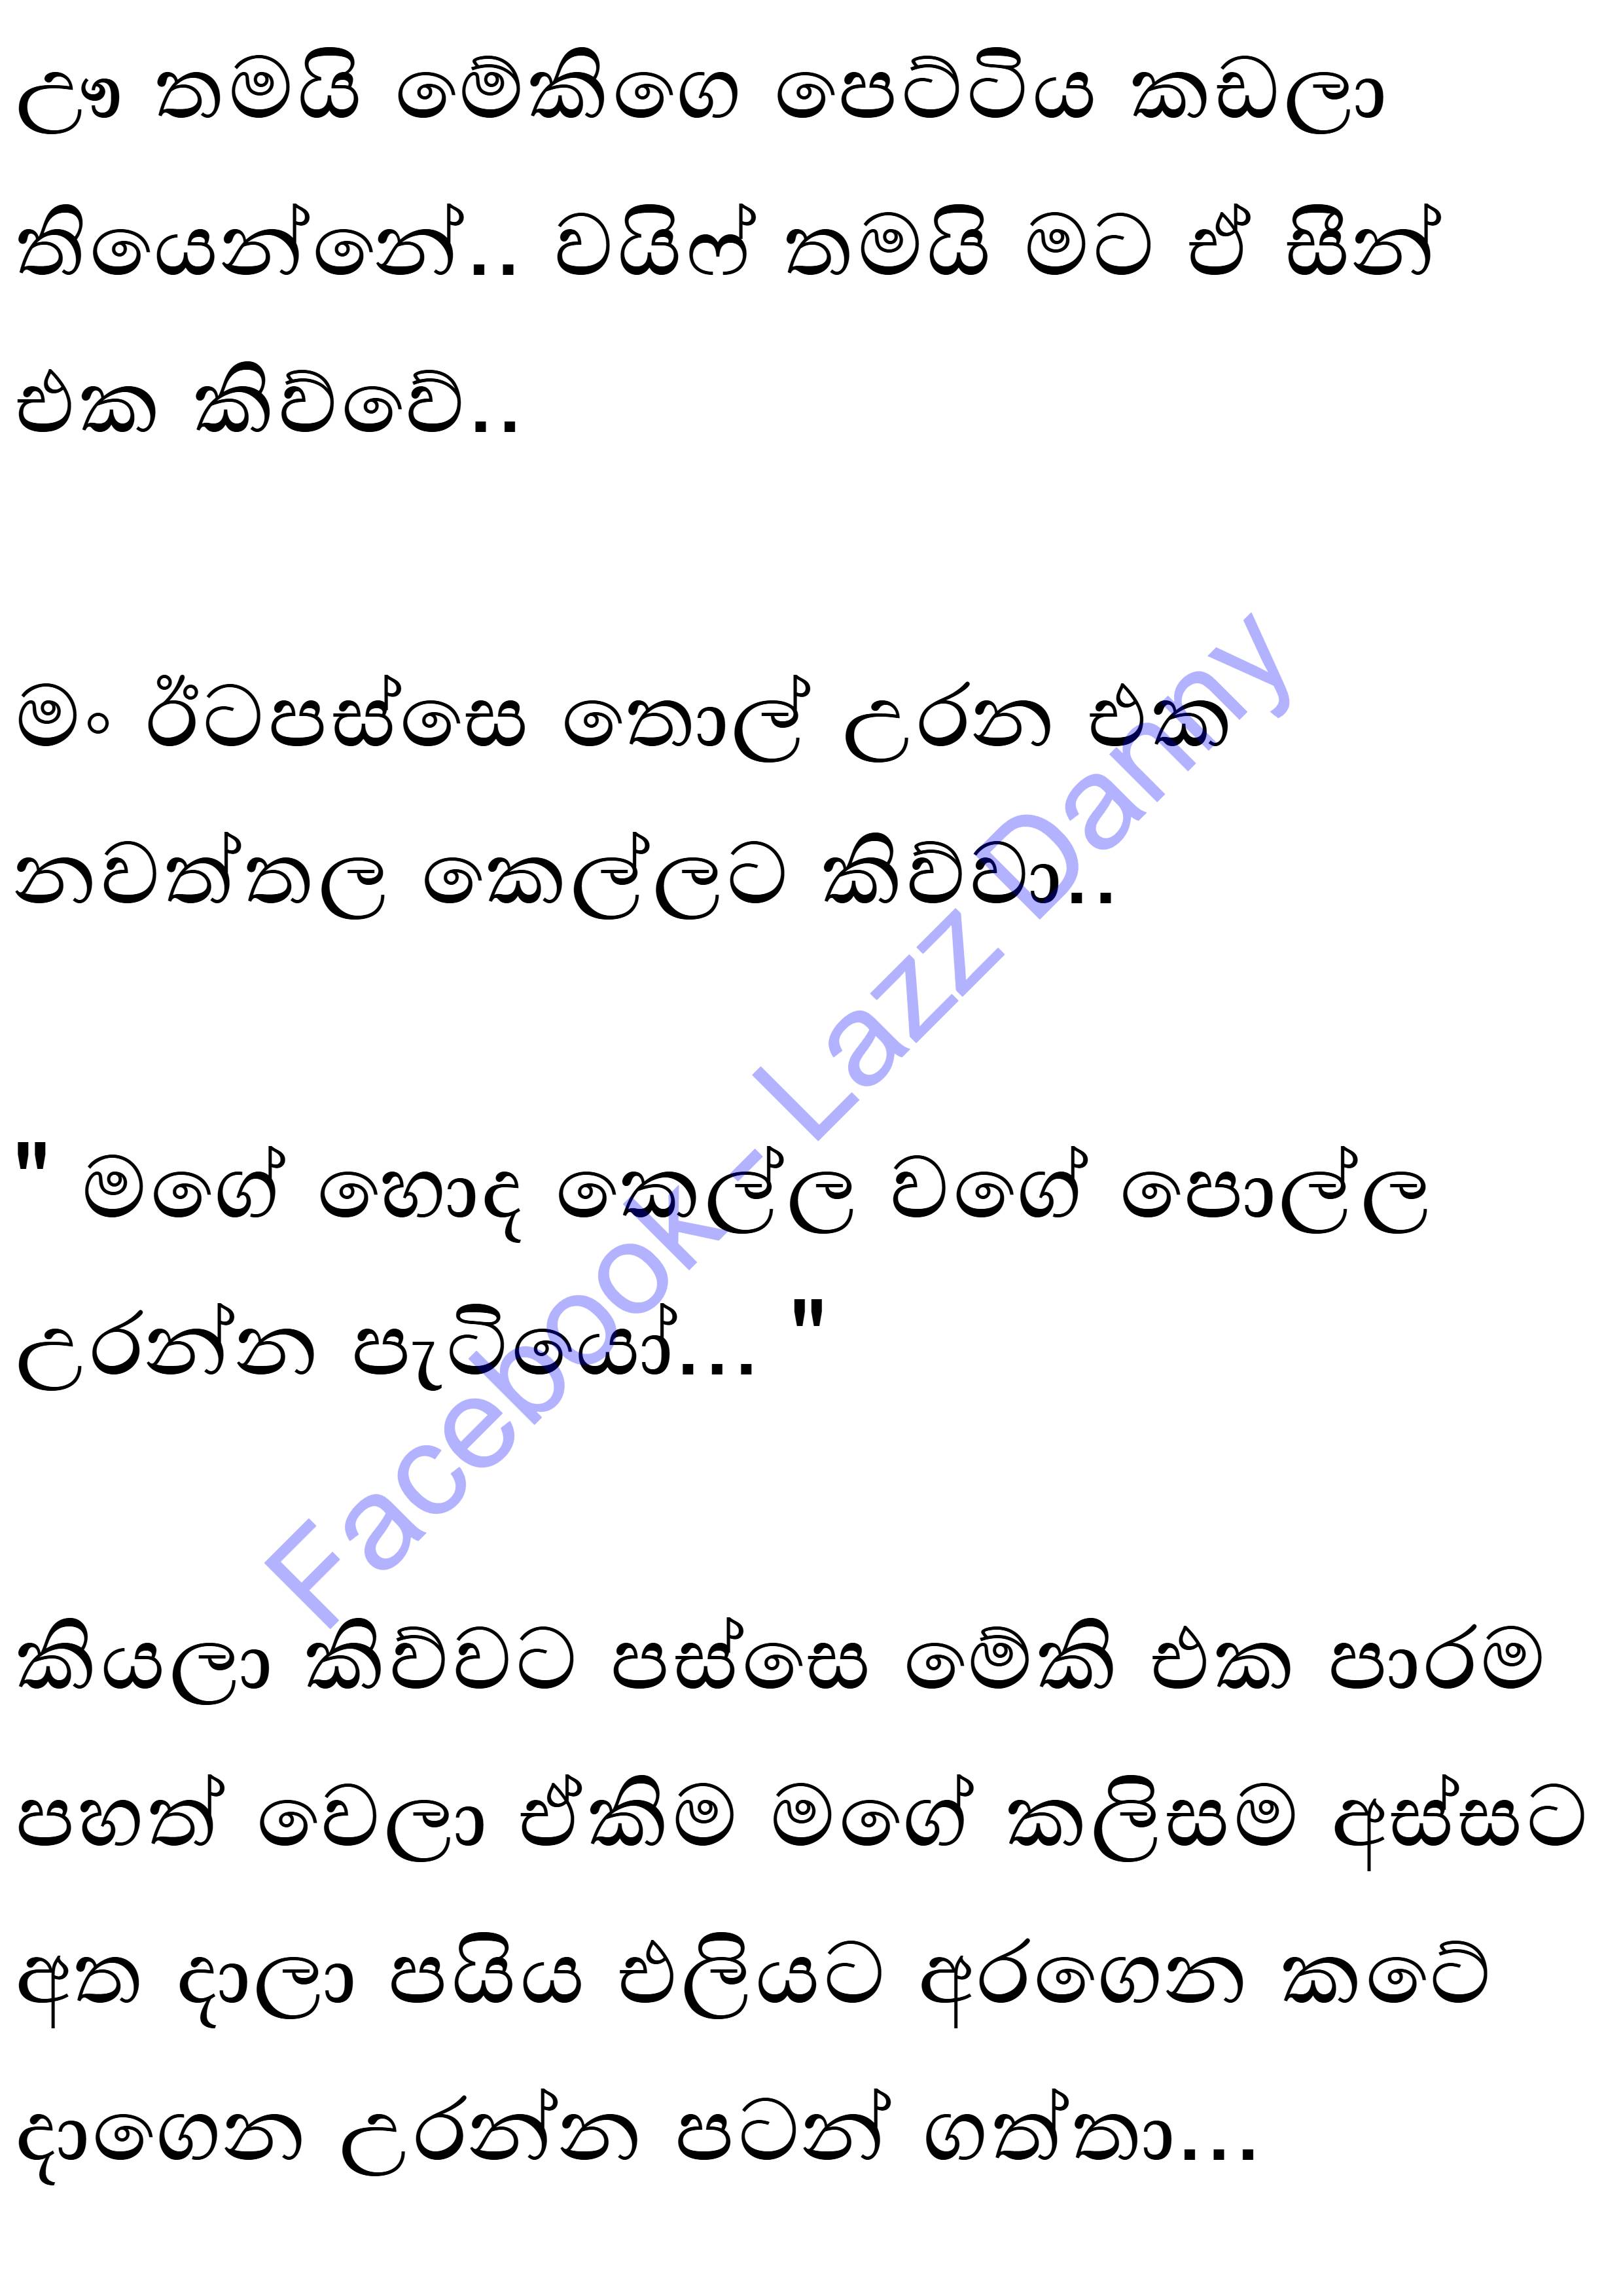 ඌ තමයි මේකිගෙ පෙට්ටිය කඩලා
තියෙන්නේ.. වයිෆ් තමයි මට ඒ සීන්
එක කිව්වේ..
මං ඊටපස්සෙ තොල් උරන එක
නවත්තල කෙල්ලට කිව්වා..
" මගේ හොද කෙල්ල වගේ පොල්ල
උරන්න පැටියෝ... "
කියලා කිව්වට පස්සෙ මේකි එක පාරම
පහත් වෙලා ඒකිම මගේ කලිසම අස්සට
අත දාලා පයිය එලියට අරගෙන කටේ
දාගෙන උරන්න පටන් ගත්තා...
Facebook - Lazz Danny